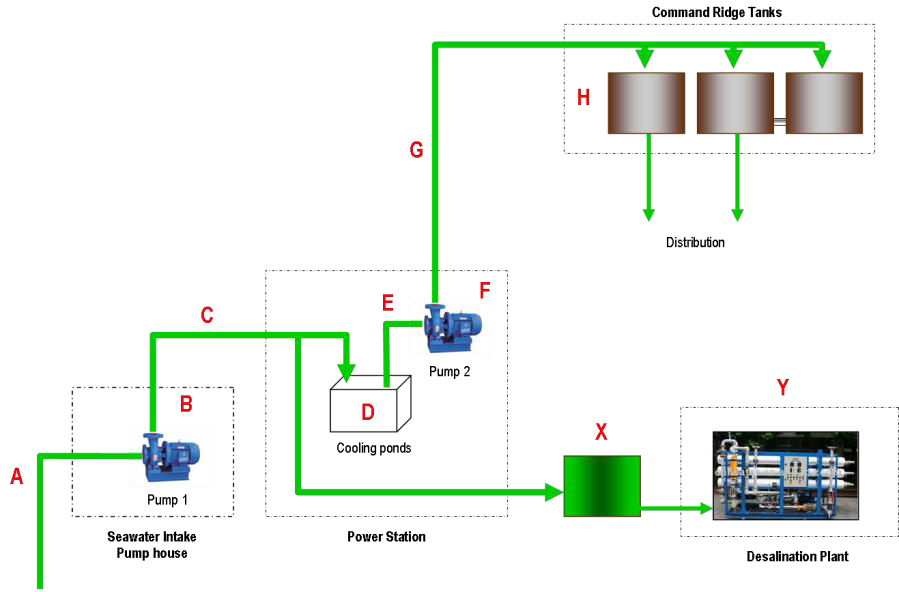 Command Ridge Tanks
H
G
Distribution
F
E
C
Pump 2
Y
B
D
X
Cooling ponds
A
Pump 1
Seawater Intake
Pump house
Power Station
Desalination Plant